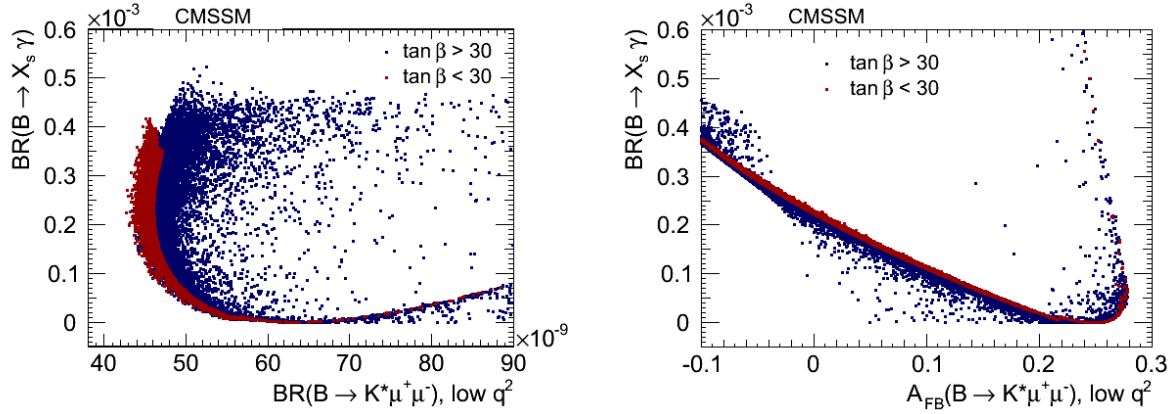 ×10⁻³
CMSSM
BR(B → Xₛ γ)
0.6
0.5
0.4
0.3
0.2
0.1
0
tan β > 30
tan β < 30
40 50 60 70 80 90
×10⁻⁹
BR(B → K*μ⁺μ⁻), low q²
×10⁻³
CMSSM
BR(B → Xₛ γ)
0.6
0.5
0.4
0.3
0.2
0.1
0
tan β > 30
tan β < 30
-0.1 0 0.1 0.2 0.3
A_FB(B → K*μ⁺μ⁻), low q²